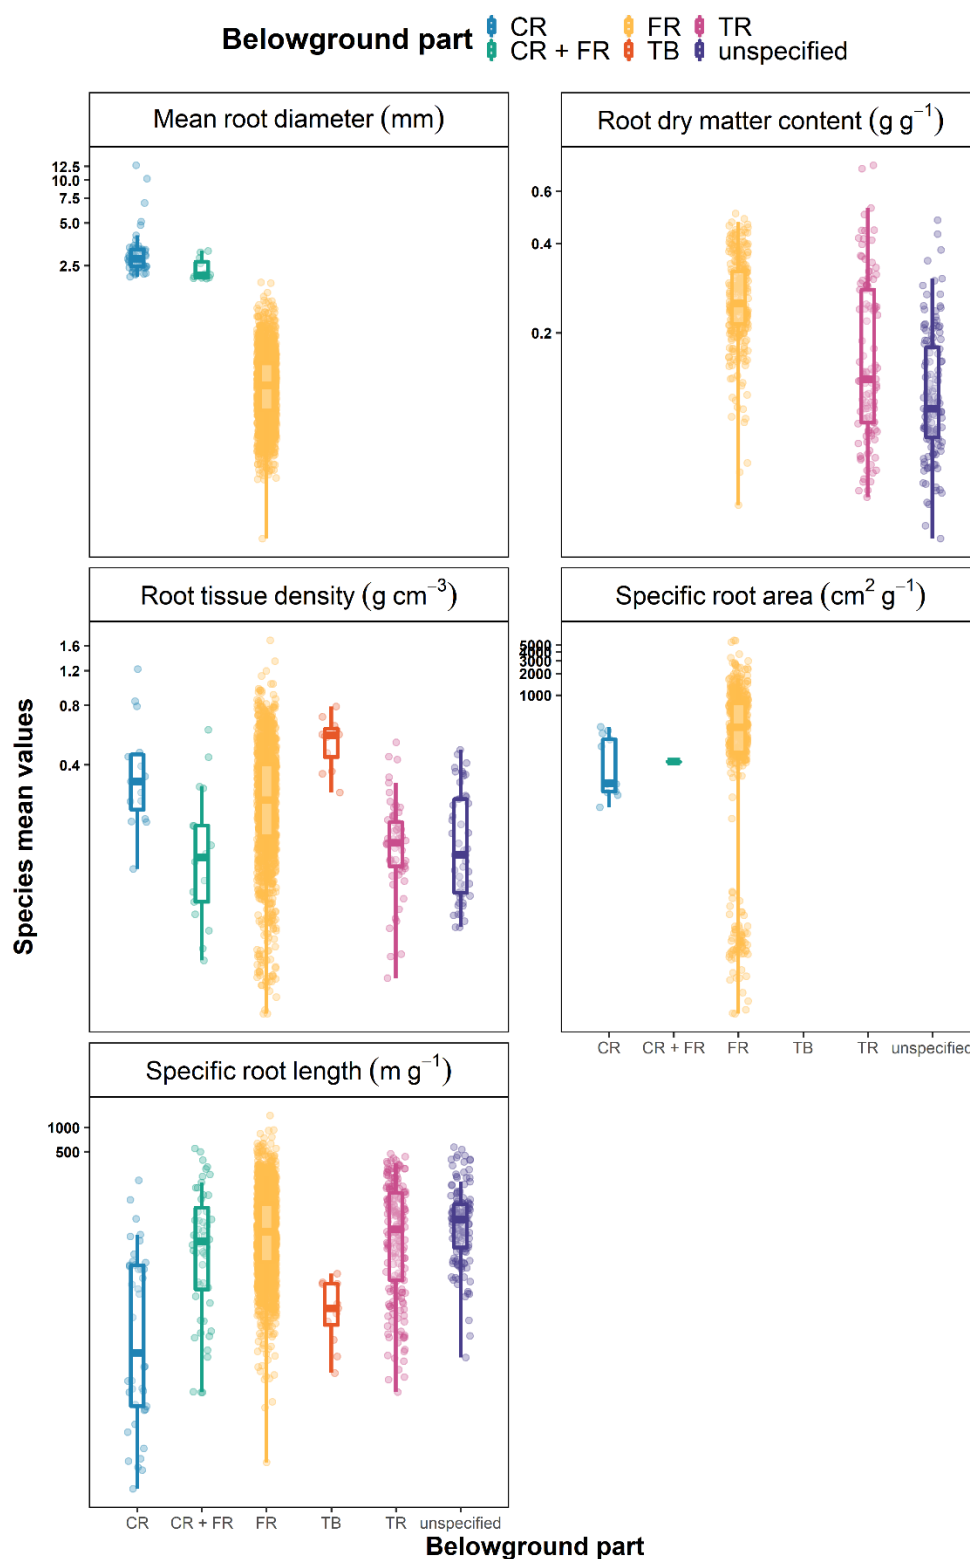 Belowground part
CR FR TR
CR + FR TB unspecified
Mean root diameter (mm)
12.5
10.0
7.5
5.0
2.5
Root dry matter content (g g⁻¹)
0.6
0.4
0.2
Root tissue density (g cm⁻³)
1.6
1.2
0.8
0.4
Specific root area (cm² g⁻¹)
5000
4000
3000
2000
1000
CR CR + FR FR TB TR unspecified
Species mean values
Specific root length (m g⁻¹)
1000
500
CR CR + FR FR TB TR unspecified
Belowground part